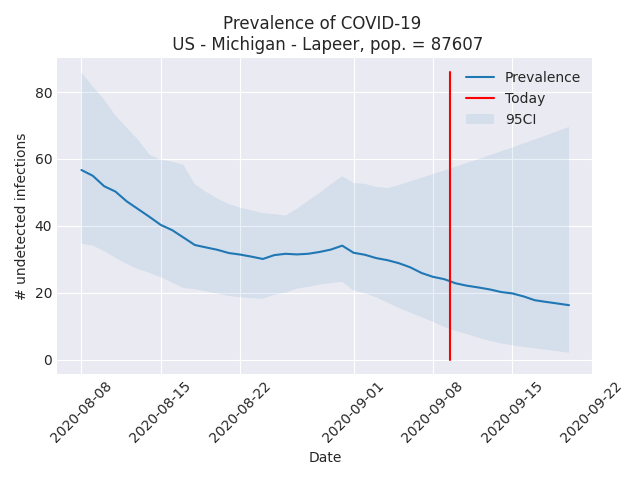 Prevalence of COVID-19
US - Michigan - Lapeer, pop. = 87607
Prevalence
Today
95CI
# undetected infections
80
60
40
20
0
2020-08-08
2020-08-15
2020-08-22
2020-09-01
2020-09-08
2020-09-15
2020-09-22
Date